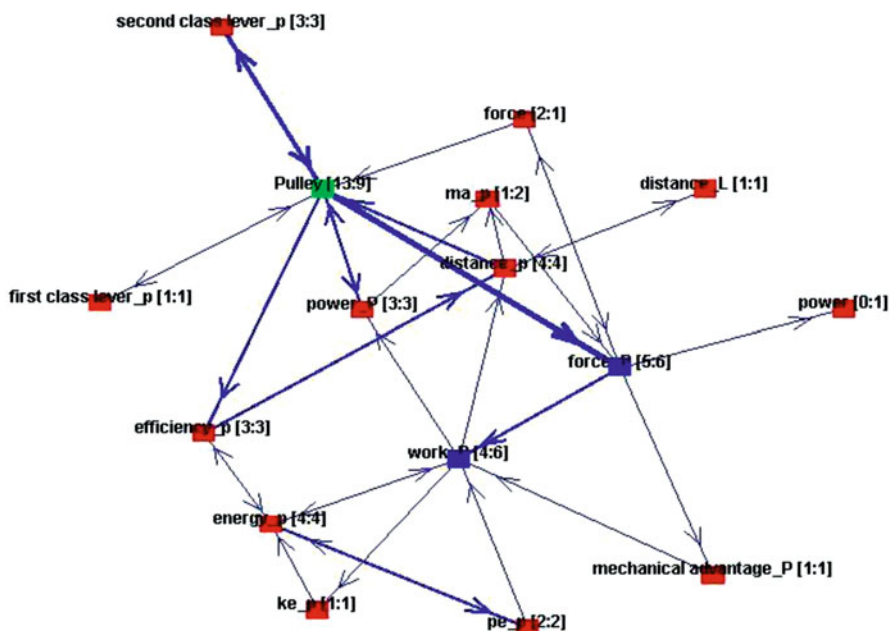 second class lever_p [3:3]
force [2:1]
Pulley [13:9]
ma_p [1:2]
distance_L [1:1]
distance_p [4:4]
first class lever_p [1:1]
power_P [3:3]
power [0:1]
force_P [5:6]
efficiency_p [3:3]
work_P [4:6]
energy_p [4:4]
mechanical advantage_P [1:1]
ke_p [1:1]
pe_p [2:2]